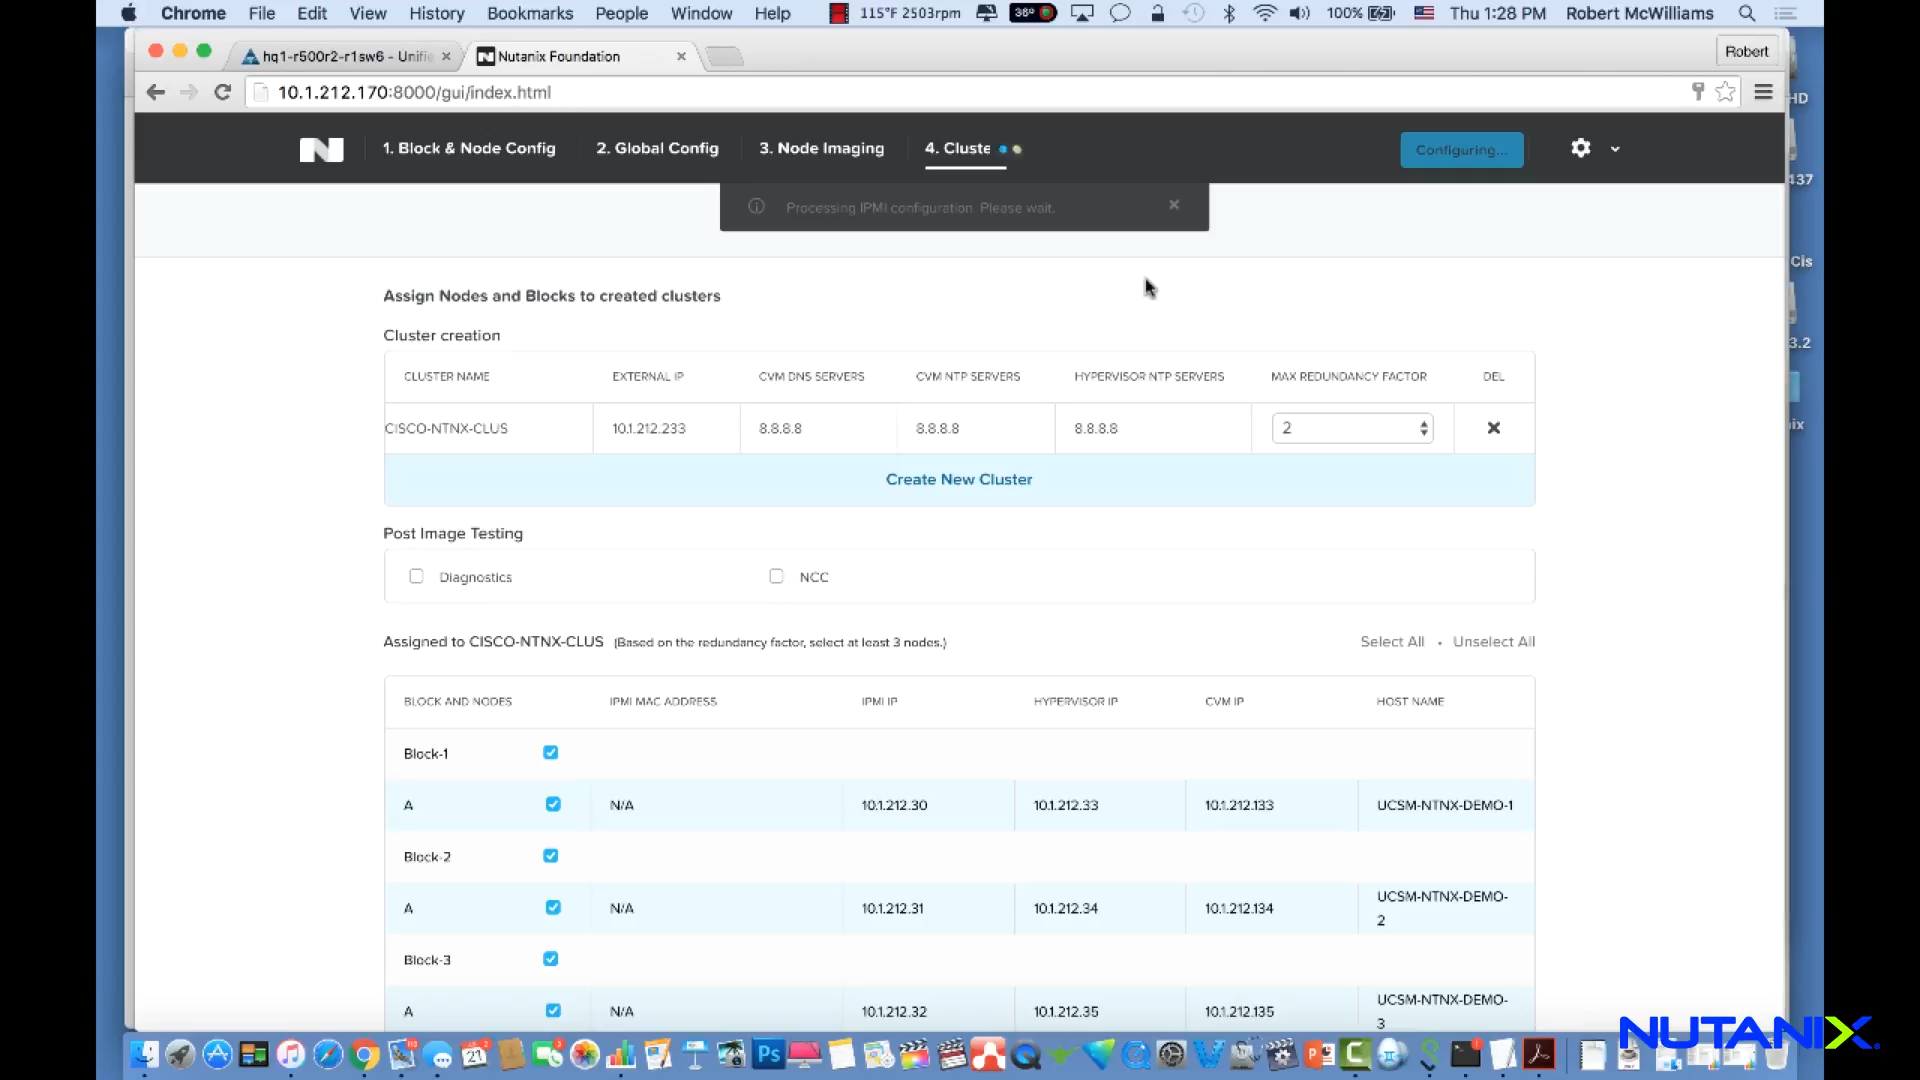 Chrome File Edit View History Bookmarks People Window Help 115°F 2503rpm 36° 100% Thu 1:28 PM Robert McWilliams
hq1-r500r2-r1sw6 - Unifie Nutanix Foundation Robert
10.1.212.170:8000/gui/index.html
HD
1. Block & Node Config 2. Global Config 3. Node Imaging 4. Cluste Configuring...
437
Processing IPMI configuration. Please wait.
Cis
Assign Nodes and Blocks to created clusters
Cluster creation
3.2
CLUSTER NAME EXTERNAL IP CVM DNS SERVERS CVM NTP SERVERS HYPERVISOR NTP SERVERS MAX REDUNDANCY FACTOR DEL
ix
CISCO-NTNX-CLUS 10.1.212.233 8.8.8.8 8.8.8.8 8.8.8.8 2
Create New Cluster
Post Image Testing
Diagnostics NCC
Assigned to CISCO-NTNX-CLUS (Based on the redundancy factor, select at least 3 nodes.) Select All • Unselect All
BLOCK AND NODES IPMI MAC ADDRESS IPMI IP HYPERVISOR IP CVM IP HOST NAME
Block-1
A N/A 10.1.212.30 10.1.212.33 10.1.212.133 UCSM-NTNX-DEMO-1
Block-2
A N/A 10.1.212.31 10.1.212.34 10.1.212.134 UCSM-NTNX-DEMO-
2
Block-3
A N/A 10.1.212.32 10.1.212.35 10.1.212.135 UCSM-NTNX-DEMO-
3
NUTANIX
21 Ps